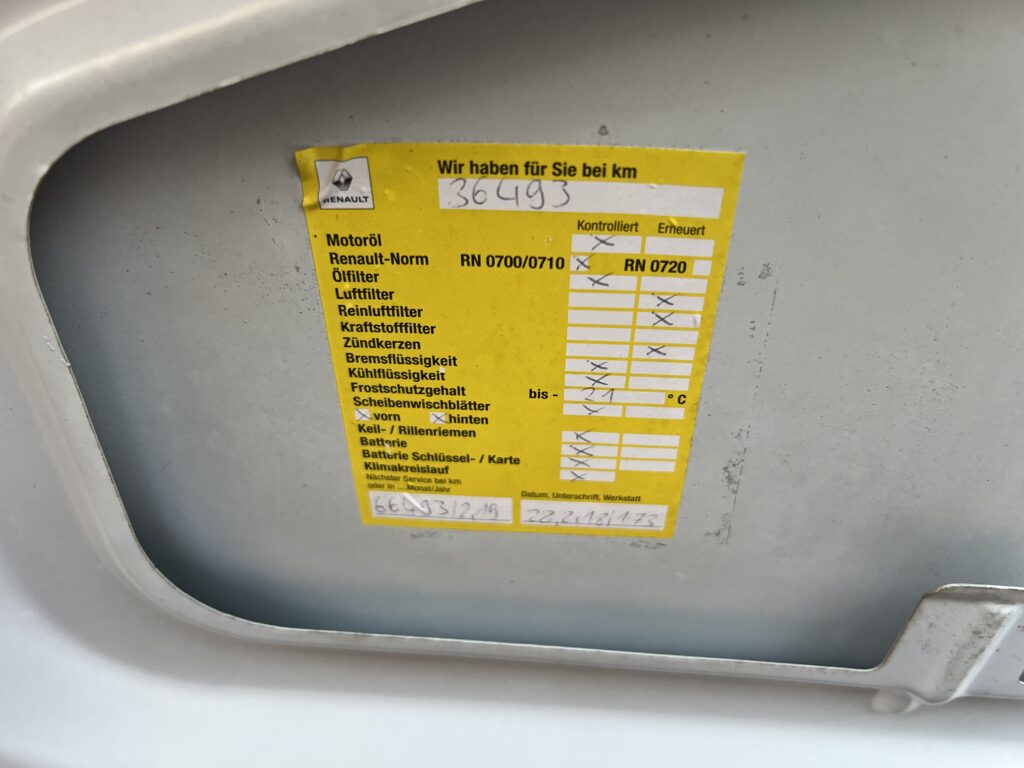 RENAULT
Wir haben für Sie bei km
36493
Kontrolliert Erneuert
Motoröl
Renault-Norm RN 0700/0710 RN 0720
Ölfilter
Luftfilter
Reinluftfilter
Kraftstofffilter
Zündkerzen
Bremsflüssigkeit
Kühlflüssigkeit
Frostschutzgehalt bis - 21 ° C
Scheibenwischblätter
vorn hinten
Keil- / Rillenriemen
Batterie
Batterie Schlüssel- / Karte
Klimakreislauf
Nächster Service bei km
oder in ....Monat/Jahr
Datum, Unterschrift, Werkstatt
66493/2.19 22.2.18/173